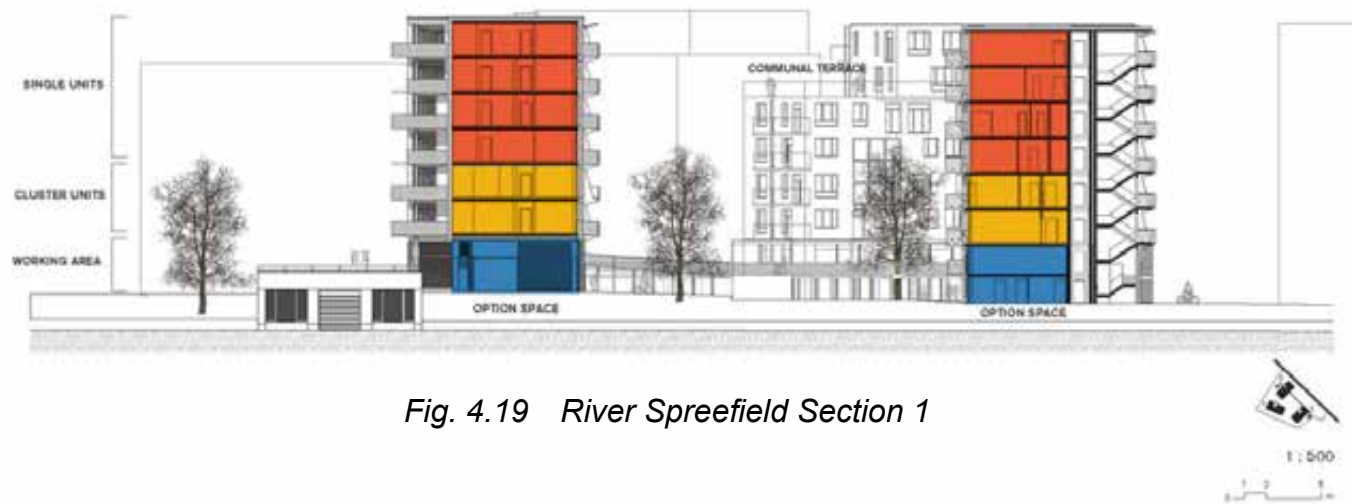 SINGLE UNITS
COMMUNAL TERRACE
CLUSTER UNITS
WORKING AREA
OPTION SPACE
OPTION SPACE
Fig. 4.19 River Spreefield Section 1
1 : 500